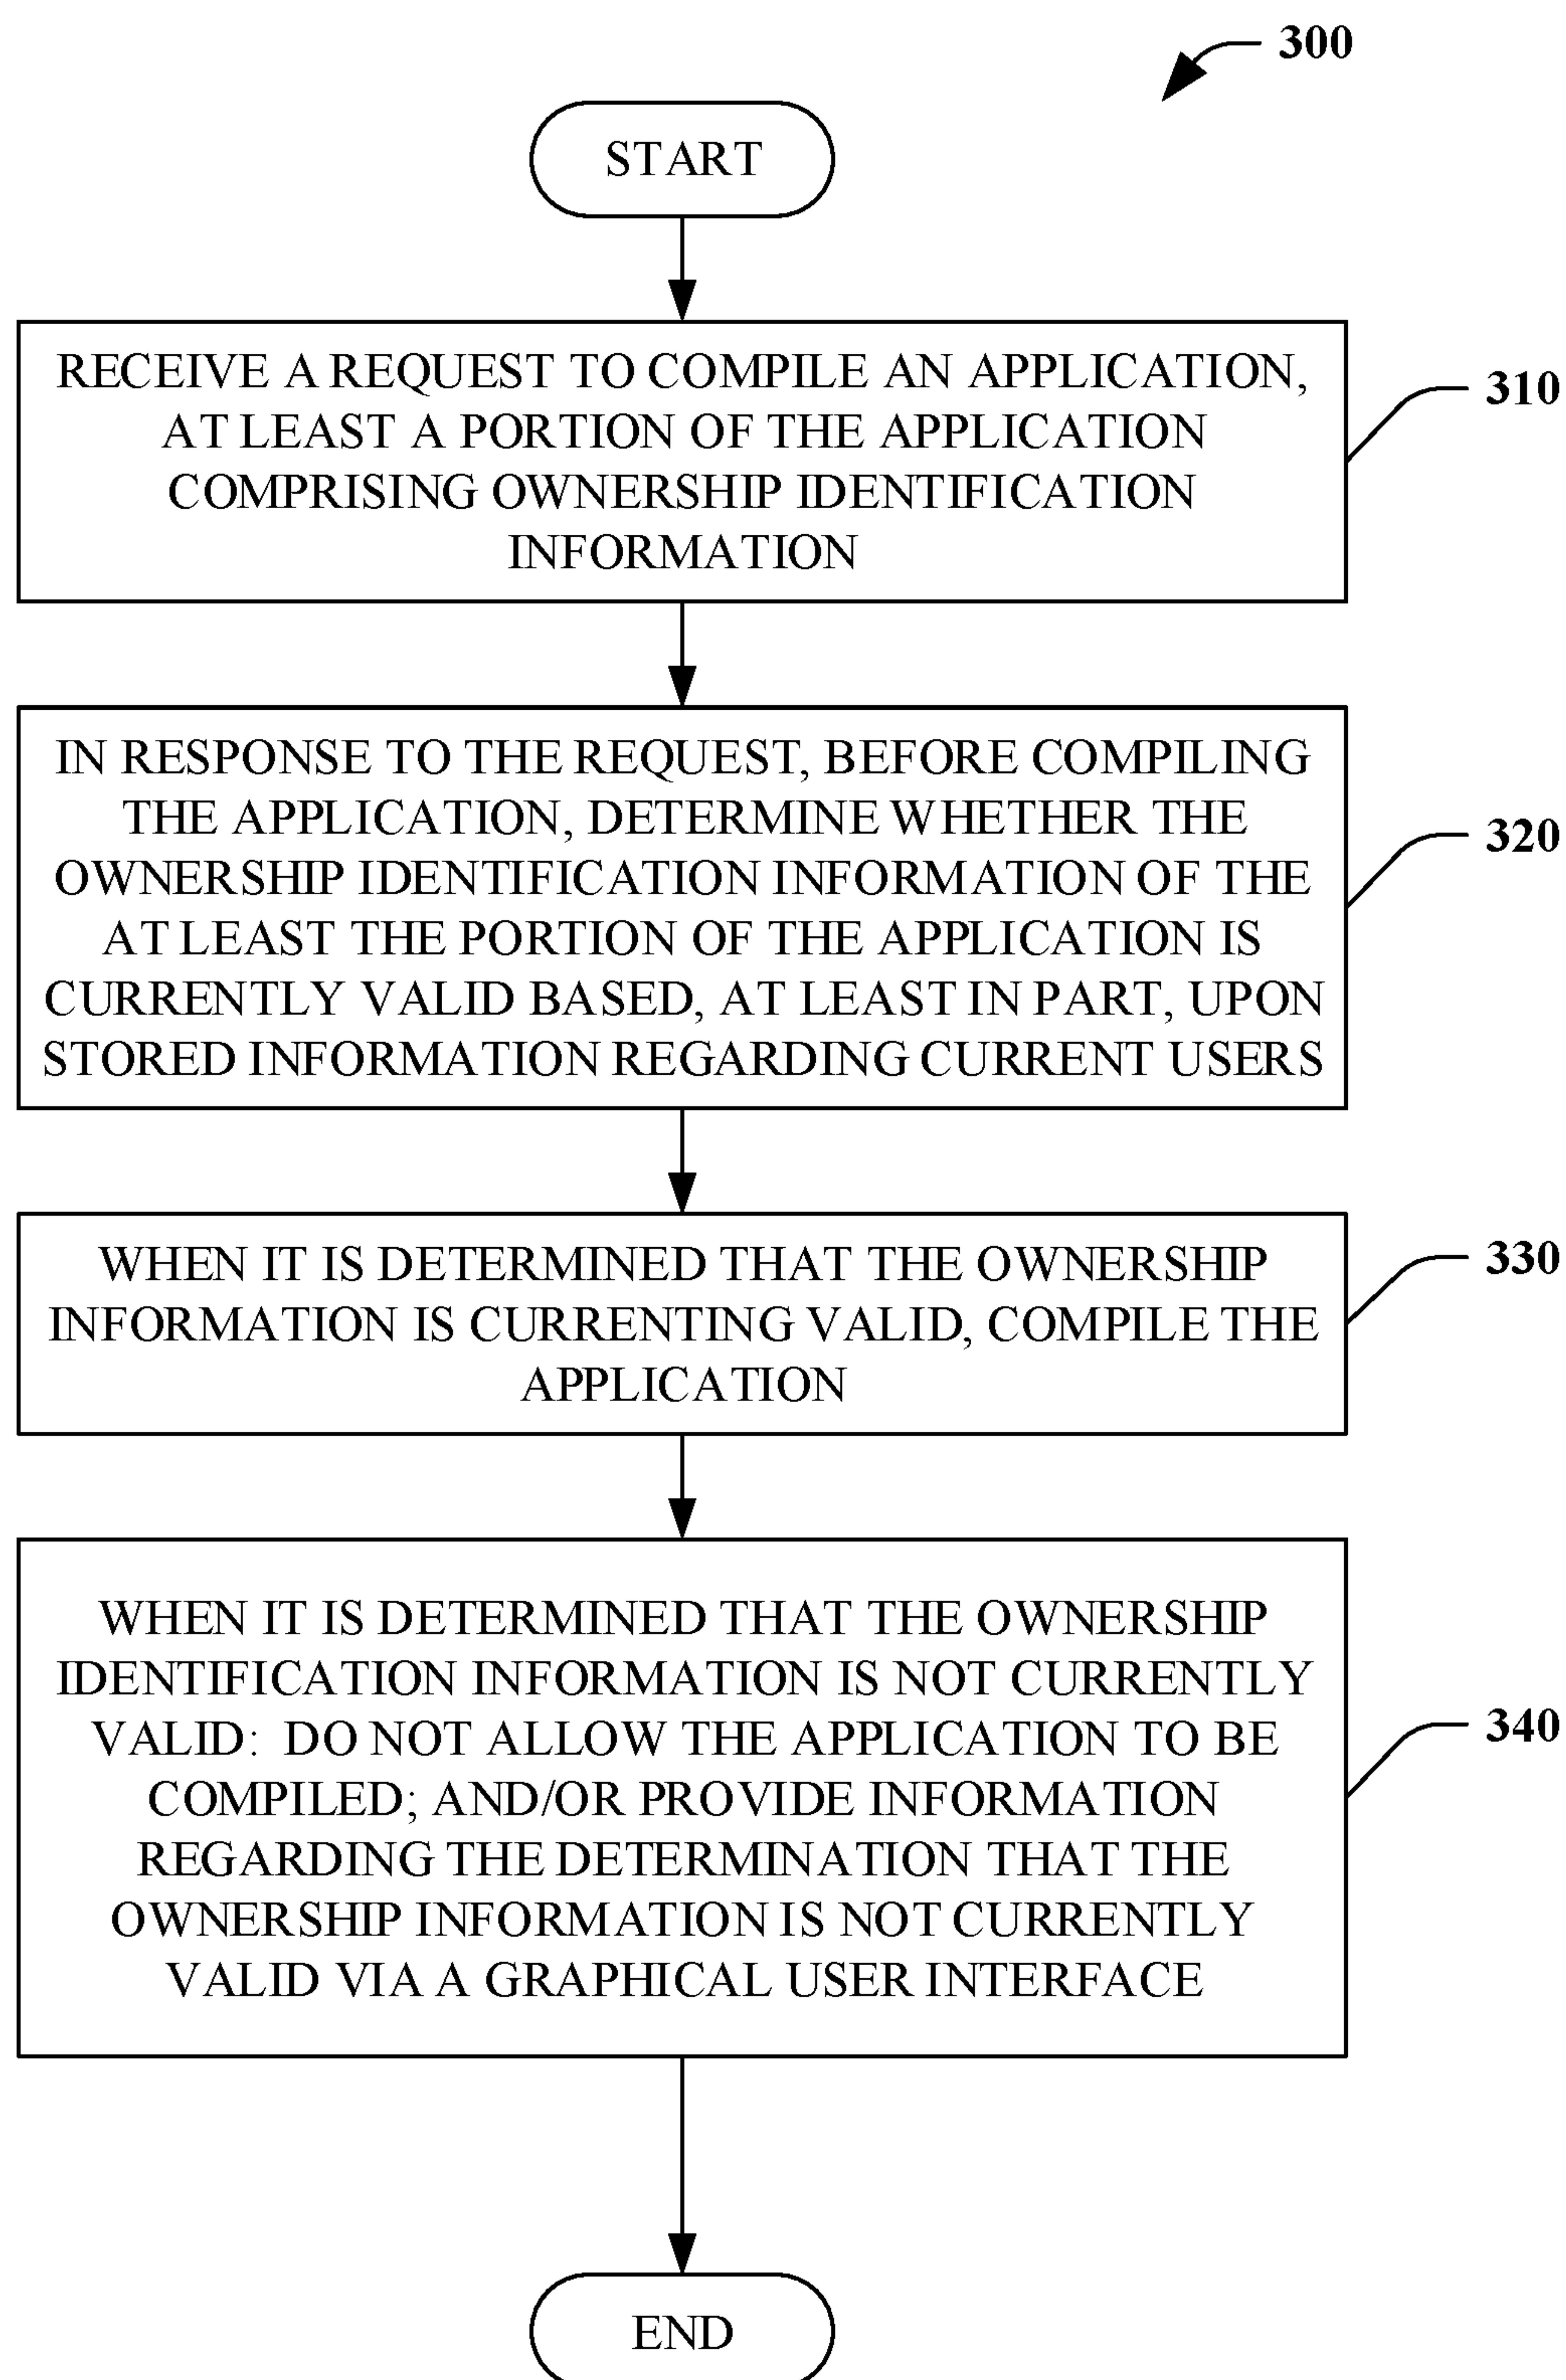 300
START
RECEIVE A REQUEST TO COMPILE AN APPLICATION,
AT LEAST A PORTION OF THE APPLICATION
COMPRISING OWNERSHIP IDENTIFICATION
INFORMATION
310
IN RESPONSE TO THE REQUEST, BEFORE COMPILING
THE APPLICATION, DETERMINE WHETHER THE
OWNERSHIP IDENTIFICATION INFORMATION OF THE
AT LEAST THE PORTION OF THE APPLICATION IS
CURRENTLY VALID BASED, AT LEAST IN PART, UPON
STORED INFORMATION REGARDING CURRENT USERS
320
WHEN IT IS DETERMINED THAT THE OWNERSHIP
INFORMATION IS CURRENTING VALID, COMPILE THE
APPLICATION
330
WHEN IT IS DETERMINED THAT THE OWNERSHIP
IDENTIFICATION INFORMATION IS NOT CURRENTLY
VALID: DO NOT ALLOW THE APPLICATION TO BE
COMPILED; AND/OR PROVIDE INFORMATION
REGARDING THE DETERMINATION THAT THE
OWNERSHIP INFORMATION IS NOT CURRENTLY
VALID VIA A GRAPHICAL USER INTERFACE
340
END